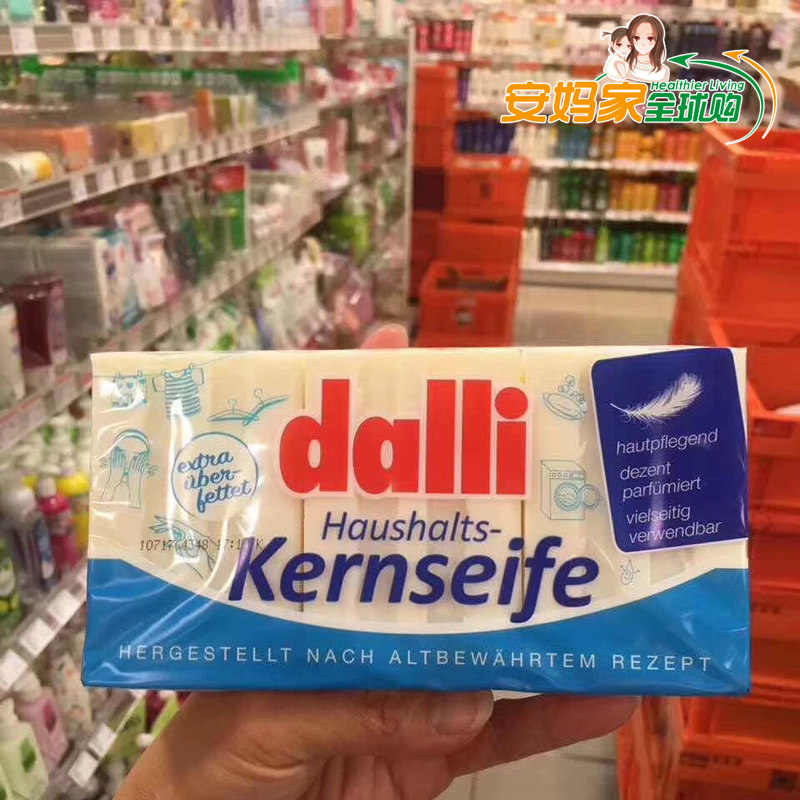 Healthier Living
安妈家全球购
dalli
extra
über-
fettet
Haushalts-
Kernseife
HERGESTELLT NACH ALTBEWÄHRTEM REZEPT
hautpflegend
dezent
parfümiert
vielseitig
verwendbar